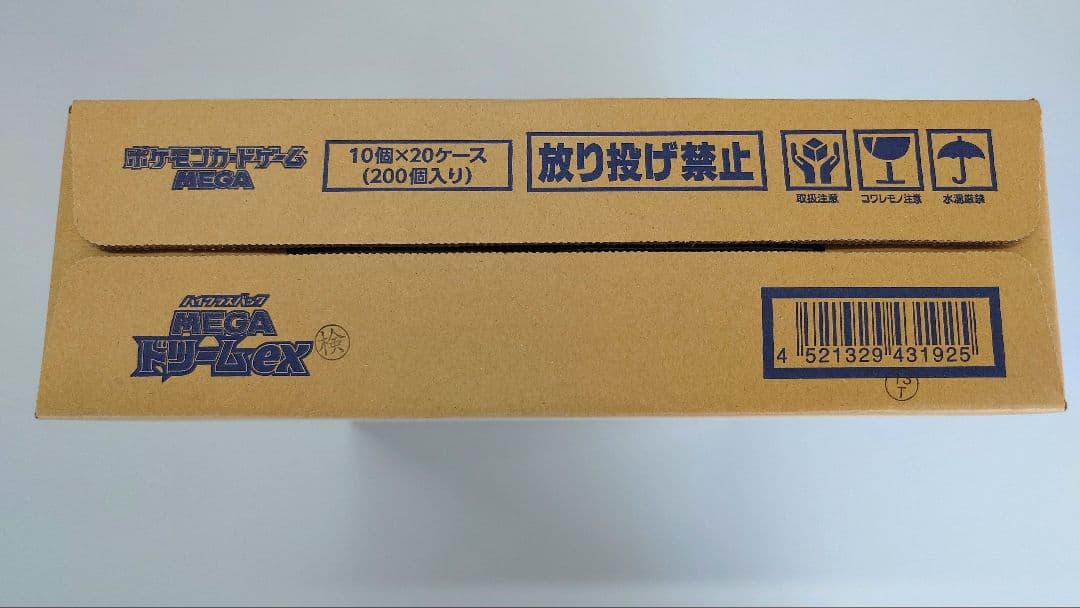 ポケモンカードゲーム
MEGA
10個×20ケース
(200個入り)
放り投げ禁止
取扱注意
コワレモノ注意
水濡厳禁
ハイクラスパック
MEGA
ドリームex
検
4 521329 431925
13
T